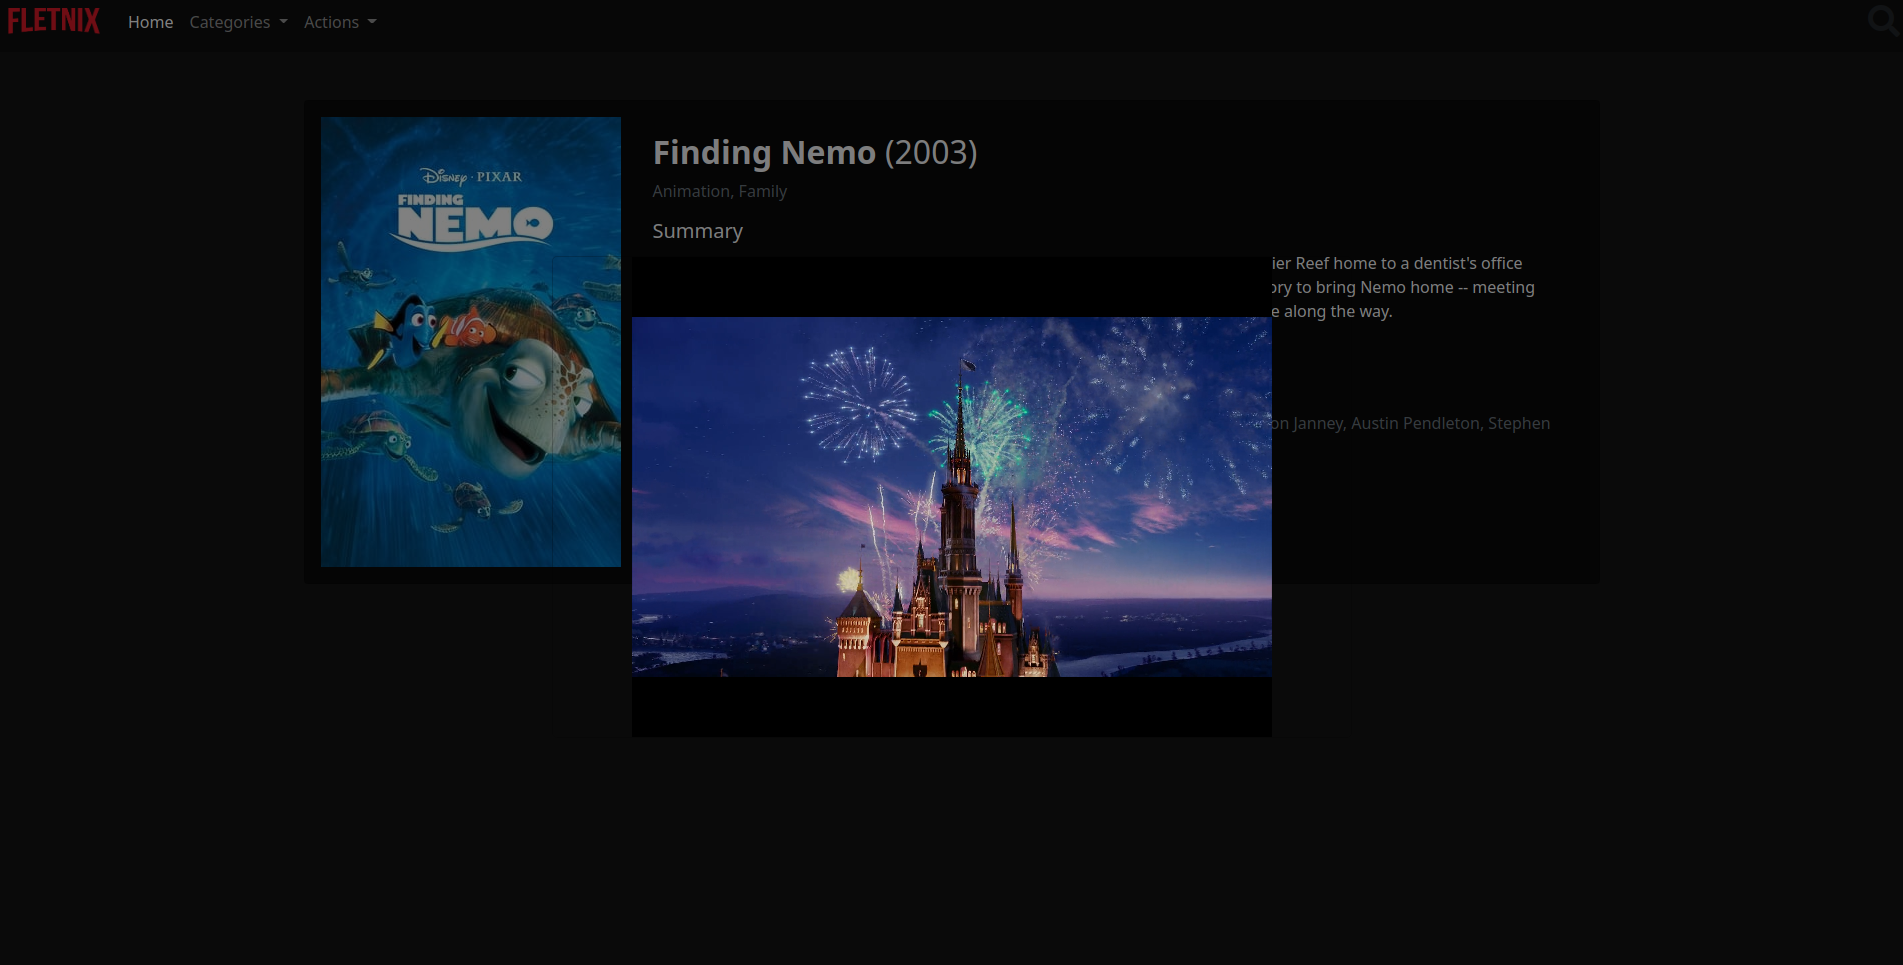 FLETNIX
Home Categories Actions
DISNEY · PIXAR
FINDING
NEMO
Finding Nemo (2003)
Animation, Family
Summary
ier Reef home to a dentist's office
ory to bring Nemo home -- meeting
e along the way.
on Janney, Austin Pendleton, Stephen